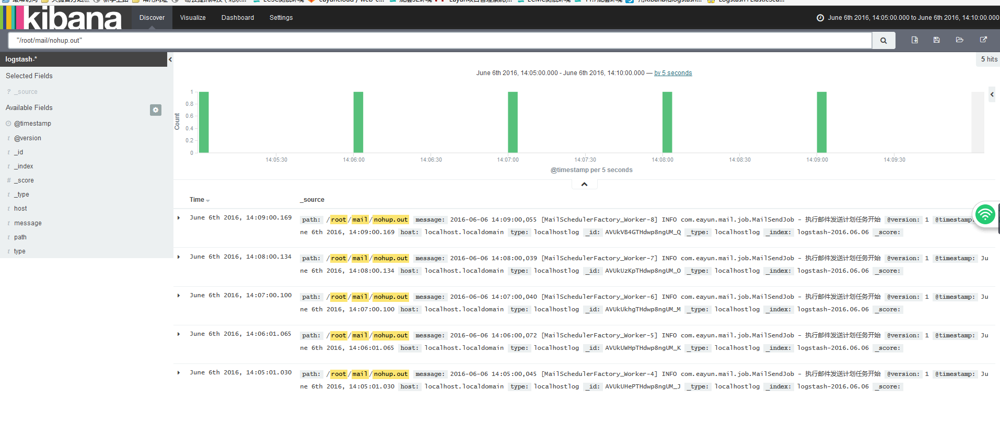 kibana
Discover Visualize Dashboard Settings
June 6th 2016, 14:05:00.000 to June 6th 2016, 14:10:00.000
"/root/mail/nohup.out"
logstash-*
5 hits
Selected Fields
? _source
Available Fields
@timestamp
t @version
t _id
t _index
# _score
t _type
t host
t message
t path
t type
June 6th 2016, 14:05:00.000 - June 6th 2016, 14:10:00.000 — by 5 seconds
Count
1
0.8
0.6
0.4
0.2
0
14:05:30 14:06:00 14:06:30 14:07:00 14:07:30 14:08:00 14:08:30 14:09:00 14:09:30
@timestamp per 5 seconds
Time _source
June 6th 2016, 14:09:00.169 path: /root/mail/nohup.out message: 2016-06-06 14:09:00,055 [MailSchedulerFactory_Worker-8] INFO com.eayun.mail.job.MailSendJob - 执行邮件发送计划任务开始 @version: 1 @timestamp:
ne 6th 2016, 14:09:00.169 host: localhost.localdomain type: localhostlog _id: AVUkVB4GTHdwp8ngUM_Q _type: localhostlog _index: logstash-2016.06.06 _score:
June 6th 2016, 14:08:00.134 path: /root/mail/nohup.out message: 2016-06-06 14:08:00,039 [MailSchedulerFactory_Worker-7] INFO com.eayun.mail.job.MailSendJob - 执行邮件发送计划任务开始 @version: 1 @timestamp: Ju
ne 6th 2016, 14:08:00.134 host: localhost.localdomain type: localhostlog _id: AVUkUzKpTHdwp8ngUM_O _type: localhostlog _index: logstash-2016.06.06 _score:
June 6th 2016, 14:07:00.100 path: /root/mail/nohup.out message: 2016-06-06 14:07:00,040 [MailSchedulerFactory_Worker-6] INFO com.eayun.mail.job.MailSendJob - 执行邮件发送计划任务开始 @version: 1 @timestamp: Ju
ne 6th 2016, 14:07:00.100 host: localhost.localdomain type: localhostlog _id: AVUkUkhgTHdwp8ngUM_M _type: localhostlog _index: logstash-2016.06.06 _score:
June 6th 2016, 14:06:01.065 path: /root/mail/nohup.out message: 2016-06-06 14:06:00,072 [MailSchedulerFactory_Worker-5] INFO com.eayun.mail.job.MailSendJob - 执行邮件发送计划任务开始 @version: 1 @timestamp: Ju
ne 6th 2016, 14:06:01.065 host: localhost.localdomain type: localhostlog _id: AVUkUWHpTHdwp8ngUM_K _type: localhostlog _index: logstash-2016.06.06 _score:
June 6th 2016, 14:05:01.030 path: /root/mail/nohup.out message: 2016-06-06 14:05:00,045 [MailSchedulerFactory_Worker-4] INFO com.eayun.mail.job.MailSendJob - 执行邮件发送计划任务开始 @version: 1 @timestamp: Ju
ne 6th 2016, 14:05:01.030 host: localhost.localdomain type: localhostlog _id: AVUkUHePTHdwp8ngUM_J _type: localhostlog _index: logstash-2016.06.06 _score: